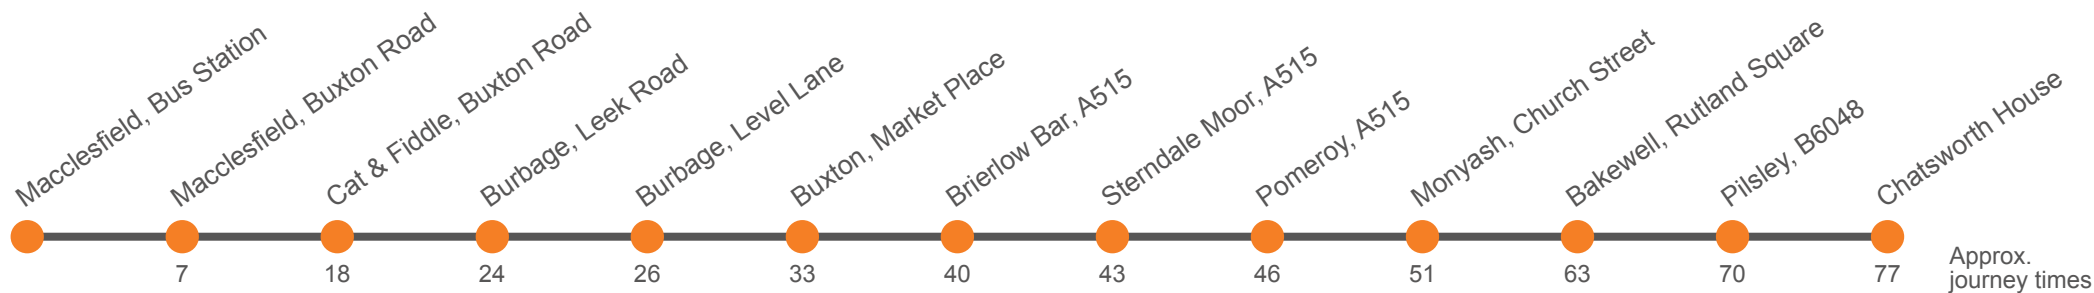 Macclesfield, Bus Station
Macclesfield, Buxton Road
Cat & Fiddle, Buxton Road
Burbage, Leek Road
Burbage, Level Lane
Buxton, Market Place
Brierlow Bar, A515
Sterndale Moor, A515
Pomeroy, A515
Monyash, Church Street
Bakewell, Rutland Square
Pilsley, B6048
Chatsworth House
7
18
24
26
33
40
43
46
51
63
70
77
Approx.
journey times